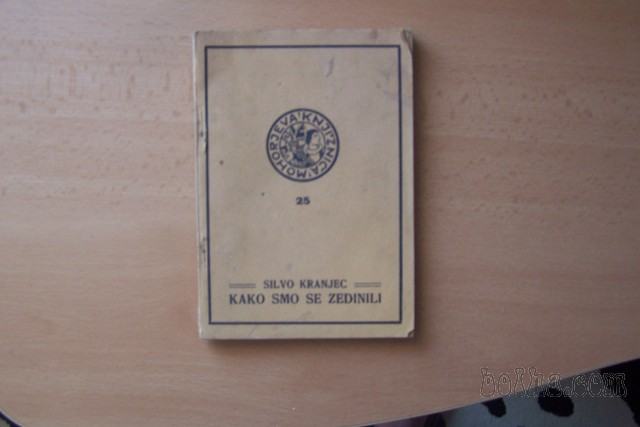 MOHORJEVA KNJIŽNICA
25
SILVO KRANJEC
KAKO SMO SE ZEDINILI
bolha.com